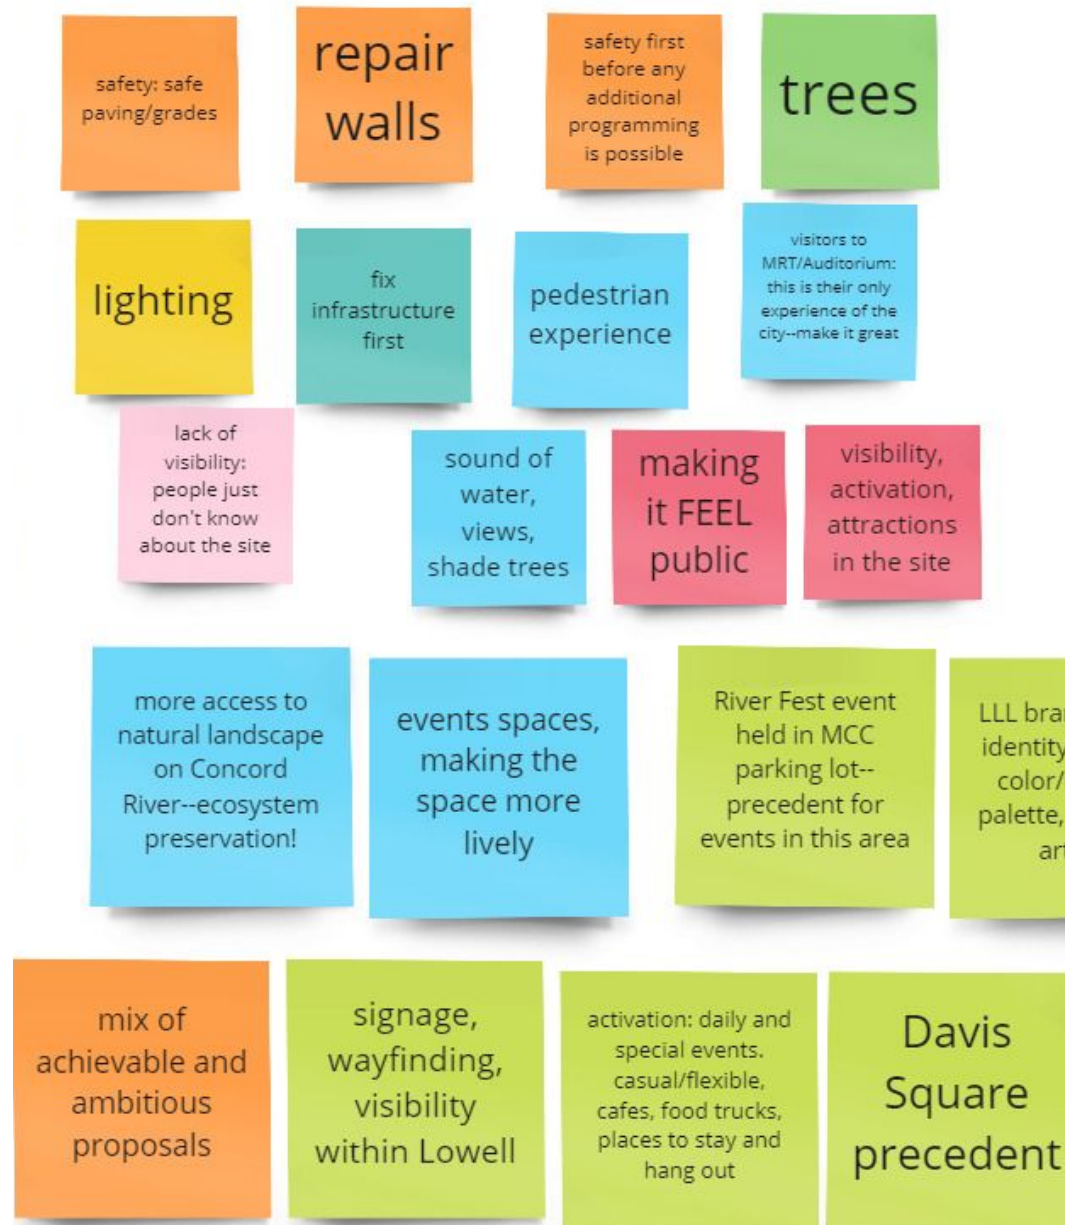 safety: safe
paving/grades
repair
walls
safety first
before any
additional
programming
is possible
trees
lighting
fix
infrastructure
first
pedestrian
experience
visitors to
MRT/Auditorium:
this is their only
experience of the
city--make it great
lack of
visibility:
people just
don't know
about the site
sound of
water,
views,
shade trees
making
it FEEL
public
visibility,
activation,
attractions
in the site
more access to
natural landscape
on Concord
River--ecosystem
preservation!
events spaces,
making the
space more
lively
River Fest event
held in MCC
parking lot--
precedent for
events in this area
LLL
identity
color/
palette,
mix of
achievable and
ambitious
proposals
signage,
wayfinding,
visibility
within Lowell
activation: daily and
special events.
casual/flexible,
cafes, food trucks,
places to stay and
hang out
Davis
Square
precedent